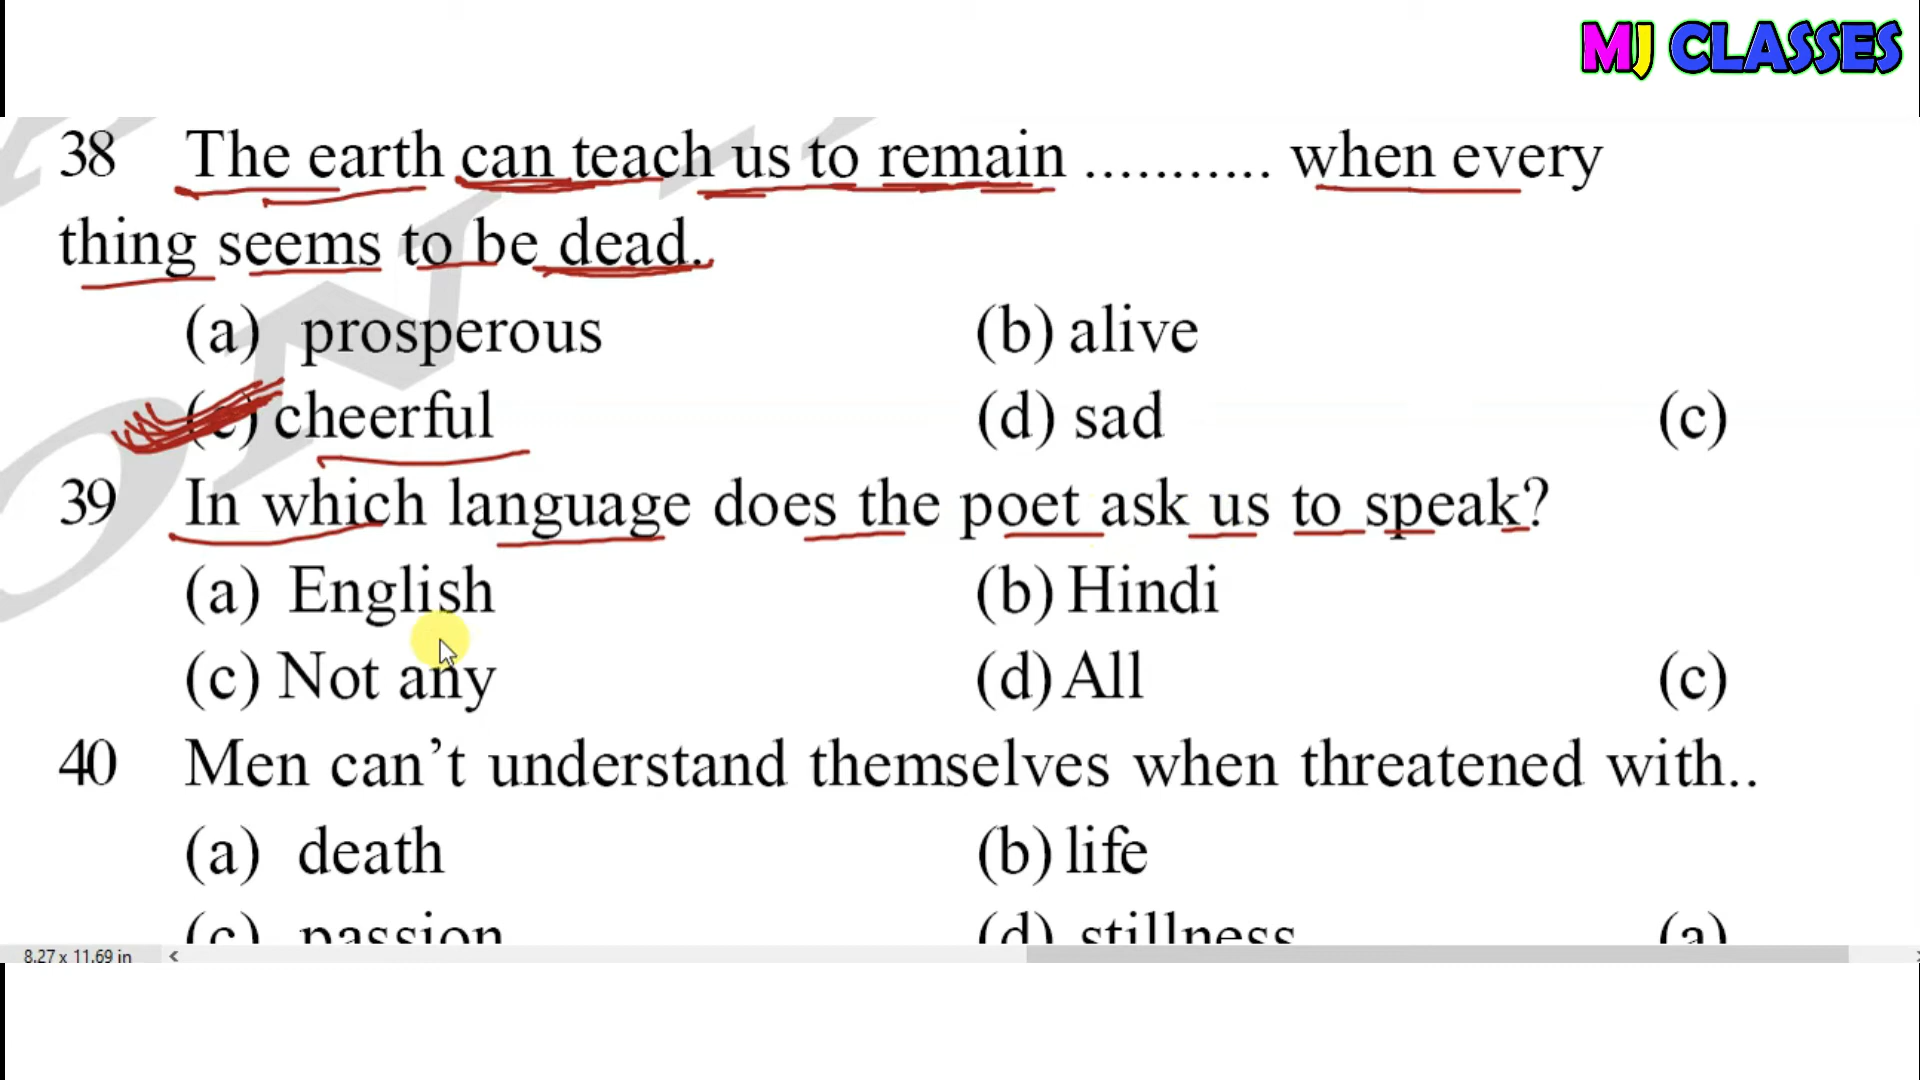 MJ CLASSES
38 The earth can teach us to remain ........... when every
thing seems to be dead.
(a) prosperous (b) alive
(c) cheerful (d) sad (c)
39 In which language does the poet ask us to speak?
(a) English (b) Hindi
(c) Not any (d) All (c)
40 Men can’t understand themselves when threatened with..
(a) death (b) life
(c) passion (d) stillness (a)
8.27 x 11.69 in